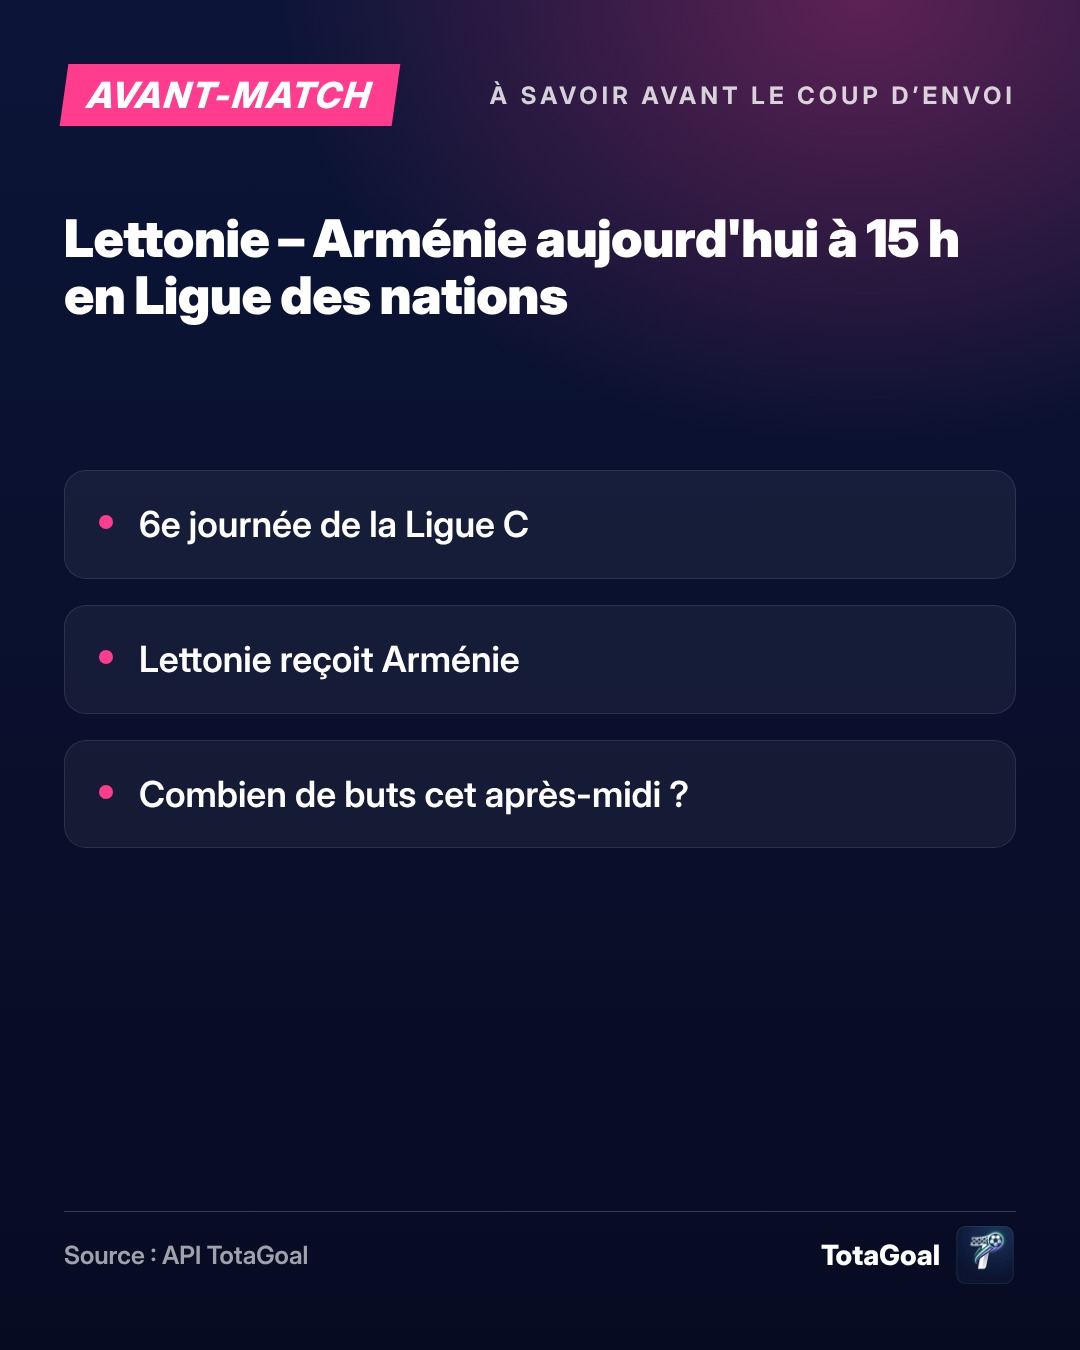 AVANT-MATCH
À SAVOIR AVANT LE COUP D’ENVOI
Lettonie – Arménie aujourd'hui à 15 h
en Ligue des nations
6e journée de la Ligue C
Lettonie reçoit Arménie
Combien de buts cet après-midi ?
Source : API TotaGoal
TotaGoal